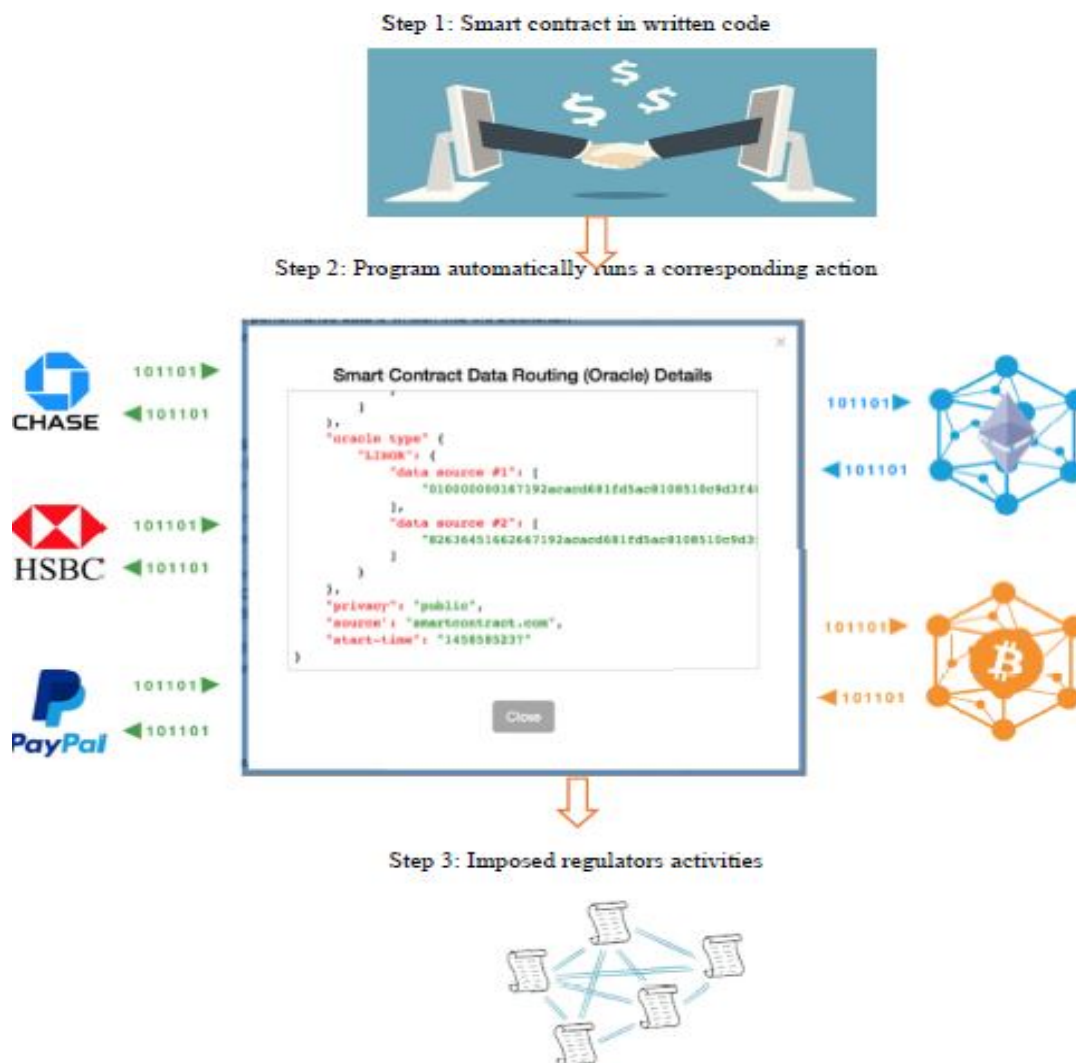 Step 1: Smart contract in written code
Step 2: Program automatically runs a corresponding action
Smart Contract Data Routing (Oracle) Details
]
},
"oracle type" {
"LIBOR": {
"data source #1": [
],
"data source #2": [
]
}
},
"privacy": "public",
"source": "smartcontract.com",
"start-time": "1458585237"
}
Close
CHASE
101101
101101
HSBC
101101
101101
PayPal
101101
101101
101101
101101
101101
101101
Step 3: Imposed regulators activities